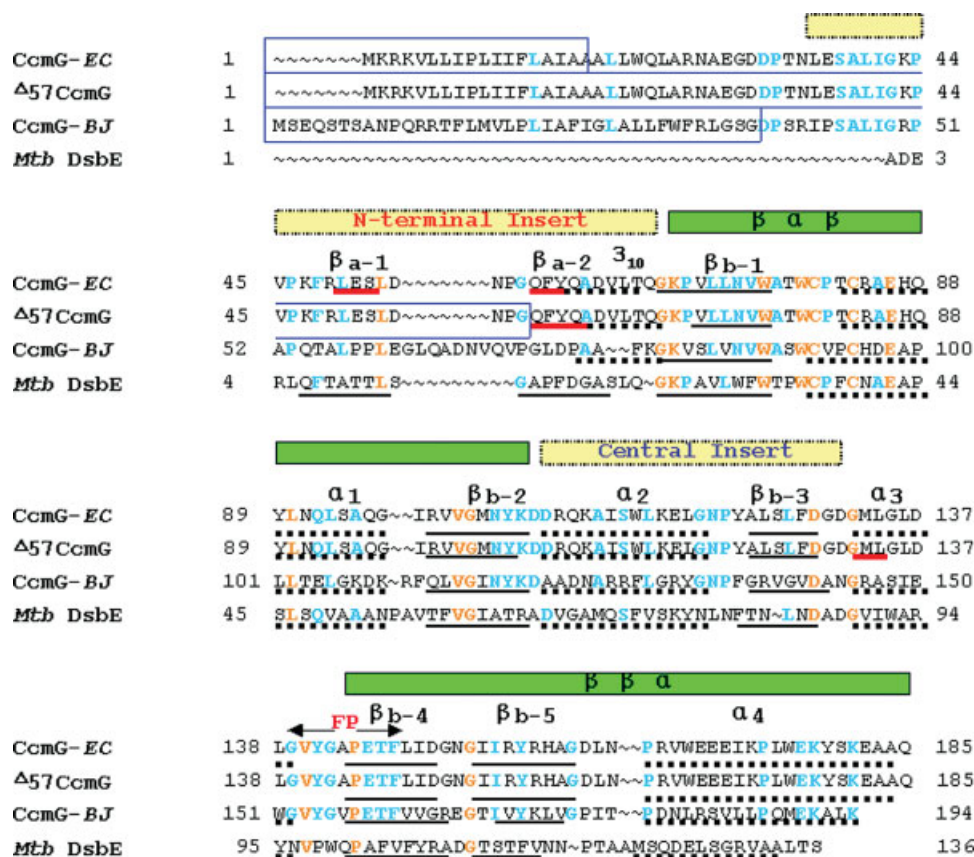 CcmG-EC 1 ~~~~~~~~MKRKVLLIPLIIFLAIAAALLWQLARNAEGDDPTNLESALIGKP 44
Δ57CcmG 1 ~~~~~~~~MKRKVLLIPLIIFLAIAAALLWQLARNAEGDDPTNLESALIGKP 44
CcmG-BJ 1 MSEQSTSANPQRRTFLMVLPLIAFIGLALLFWFRLGSGDPSRIPSALIGRP 51
Mtb DsbE 1 ~~~~~~~~~~~~~~~~~~~~~~~~~~~~~~~~~~~~~~~~~~~~~~~~~~~~~ADE 3
N-terminal Insert β α β
βa-1 βa-2 3₁₀ βb-1
CcmG-EC 45 VPKFRLESLD~~~~~~~~~NPGQFYQADVLTQGKPVLLNVWATWCPTCRAEHQ 88
Δ57CcmG 45 VPKFRLESLD~~~~~~~~~NPGQFYQADVLTQGKPVLLNVWATWCPTCRAEHQ 88
CcmG-BJ 52 APQTALPPLEGLQADNVQVPGLDPAA~~FKGKVSLVNVWASWCVPCHDEAP 100
Mtb DsbE 4 RLQFTATTLS~~~~~~~~~~~GAPFDGASLQ~GKPAVLWFWTPWCPFCNAEAP 44
Central Insert
α1 βb-2 α2 βb-3 α3
CcmG-EC 89 YLNQLSAQG~~IRVVGMNYKDDRQKAISWLKELGNPYALSLFDGDGMLGLD 137
Δ57CcmG 89 YLNQLSAQG~~IRVVGMNYKDDRQKAISWLKELGNPYALSLFDGDGMLGLD 137
CcmG-BJ 101 LLTELGKDK~RFQLVGINYKDAADNARRFLGRYGNPFGRVGVDANGRASIE 150
Mtb DsbE 45 SLSQVAAANPAVTFVGIATRADVGAMQSFVSKYNLNFTN~LNDADGVIWAR 94
β β α
FP βb-4 βb-5 α4
CcmG-EC 138 LGVYGAPETFLIDGNGIIRYRHAGDLN~~PRVWEEEIKPLWEKYSKEAAQ 185
Δ57CcmG 138 LGVYGAPETFLIDGNGIIRYRHAGDLN~~PRVWEEEIKPLWEKYSKEAAQ 185
CcmG-BJ 151 WGVYGVPETFVVGREGTIVYKLVGPIT~~PDNLRSVLLPQMEKALK 194
Mtb DsbE 95 YNVPWQPAFVFYRADGTSTFVNN~PTAAMSQDELSGRVAALTS 136